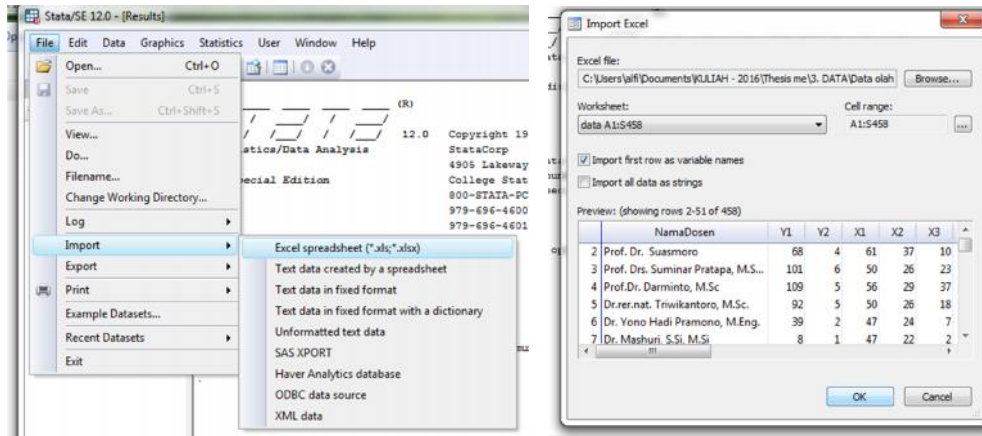 Stata/SE 12.0 - [Results]
File Edit Data Graphics Statistics User Window Help
Open... Ctrl+O
Save Ctrl+S
Save As... Ctrl+Shift+S
View...
Do...
Filename...
Change Working Directory...
Log
Import
Export
Print
Example Datasets...
Recent Datasets
Exit
Excel spreadsheet (*.xls;*.xlsx)
Text data created by a spreadsheet
Text data in fixed format
Text data in fixed format with a dictionary
Unformatted text data
SAS XPORT
Haver Analytics database
ODBC data source
XML data
(R)
12.0 Copyright 19
Statistics/Data Analysis StataCorp
4905 Lakeway
Special Edition College Stat
800-STATA-PC
979-696-4600
979-696-4601
Import Excel
Excel file:
C:\Users\alfi\Documents\KULIAH - 2016\Thesis me\3. DATA\Data olah Browse...
Worksheet: Cell range:
data A1:S458 A1:S458 ...
Import first row as variable names
Import all data as strings
Preview: (showing rows 2-51 of 458)
NamaDosen Y1 Y2 X1 X2 X3
2 Prof. Dr. Suasmoro 68 4 61 37 10
3 Prof. Drs. Suminar Pratapa, M.S... 101 6 50 26 23
4 Prof.Dr. Darminto, M.Sc 109 5 56 29 37
5 Dr.rer.nat. Triwikantoro, M.Sc. 92 5 50 26 18
6 Dr. Yono Hadi Pramono, M.Eng. 39 2 47 24 7
7 Dr. Mashuri, S.Si, M.Si 8 1 47 22 2
OK Cancel